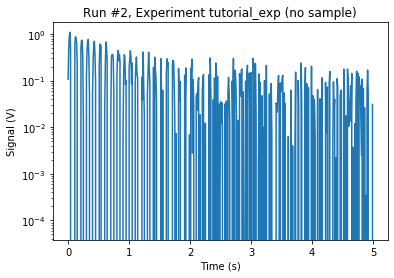 Run #2, Experiment tutorial_exp (no sample)
Signal (V)
10⁰
10⁻¹
10⁻²
10⁻³
10⁻⁴
0 1 2 3 4 5
Time (s)